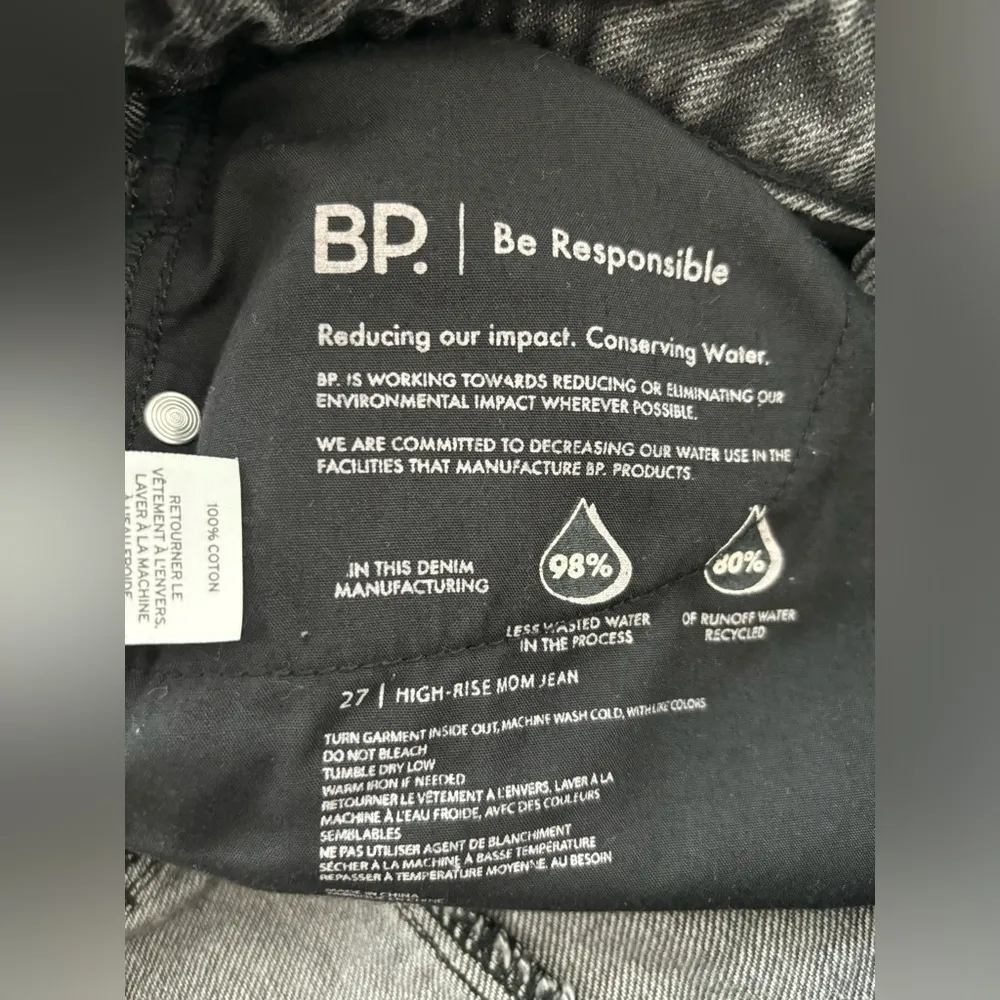 BP. | Be Responsible
Reducing our impact. Conserving Water.
BP. IS WORKING TOWARDS REDUCING OR ELIMINATING OUR
ENVIRONMENTAL IMPACT WHEREVER POSSIBLE.
WE ARE COMMITTED TO DECREASING OUR WATER USE IN THE
FACILITIES THAT MANUFACTURE BP. PRODUCTS.
IN THIS DENIM
MANUFACTURING
98%
LESS WASTED WATER
IN THE PROCESS
80%
OF RUNOFF WATER
RECYCLED
27 | HIGH-RISE MOM JEAN
TURN GARMENT INSIDE OUT, MACHINE WASH COLD, WITH LIKE COLORS
DO NOT BLEACH
TUMBLE DRY LOW
WARM IRON IF NEEDED
RETOURNER LE VÊTEMENT A L'ENVERS, LAVER À LA
MACHINE À L'EAU FROIDE, AVEC DES COULEURS
SEMBLABLES
NE PAS UTILISER AGENT DE BLANCHIMENT
SÉCHER À LA MACHINE À BASSE TEMPÉRATURE
REPASSER À TEMPÉRATURE MOYENNE, AU BESOIN
MADE IN CHINA
100% COTON
RETOURNER LE
VÊTEMENT À L'ENVERS.
LAVER À LA MACHINE
À L'EAU FROIDE